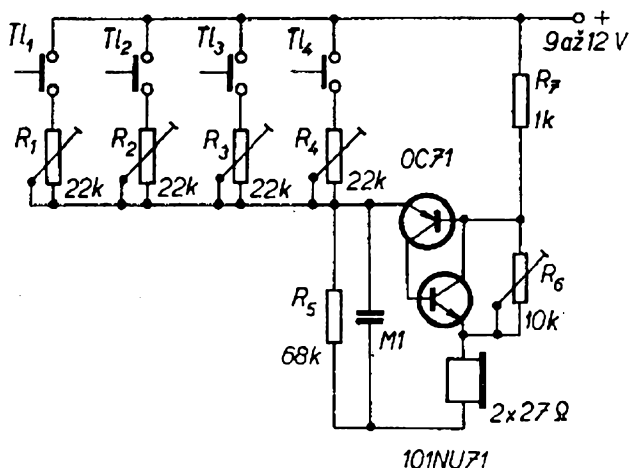 Tl₁
Tl₂
Tl₃
Tl₄
+
9až12 V
R₁
22k
R₂
22k
R₃
22k
R₄
22k
R₇
1k
0C71
R₅
68k
M1
R₆
10k
2x27 Ω
101NU71